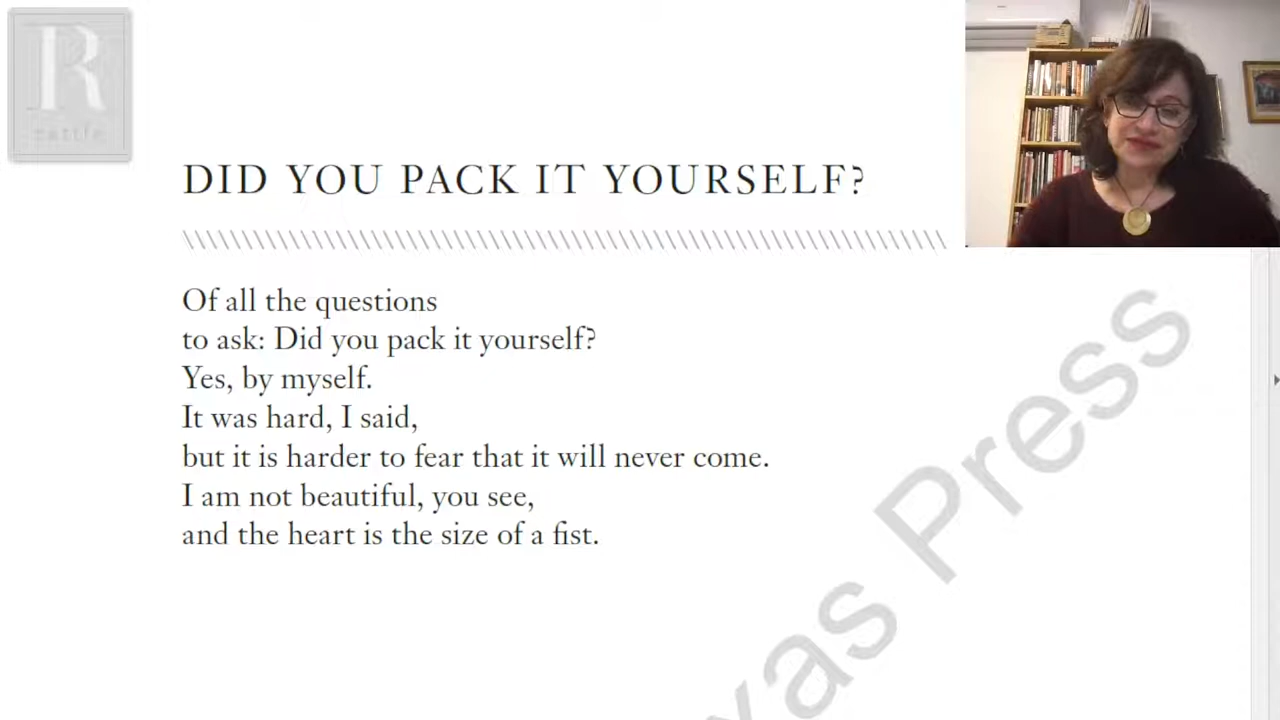 R
rattle
DID YOU PACK IT YOURSELF?
Of all the questions
to ask: Did you pack it yourself?
Yes, by myself.
It was hard, I said,
but it is harder to fear that it will never come.
I am not beautiful, you see,
and the heart is the size of a fist.
Press